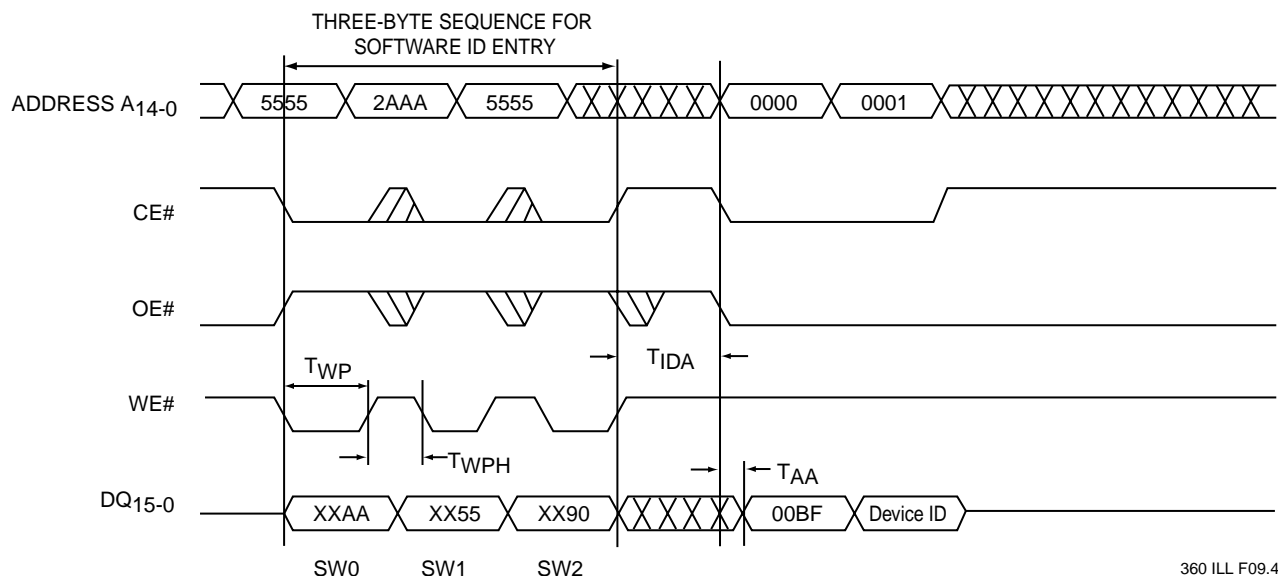 THREE-BYTE SEQUENCE FOR
SOFTWARE ID ENTRY
ADDRESS A14-0
5555 2AAA 5555 0000 0001
CE#
OE#
TWP TIDA
WE#
TWPH TAA
DQ15-0
XXAA XX55 XX90 00BF Device ID
SW0 SW1 SW2
360 ILL F09.4